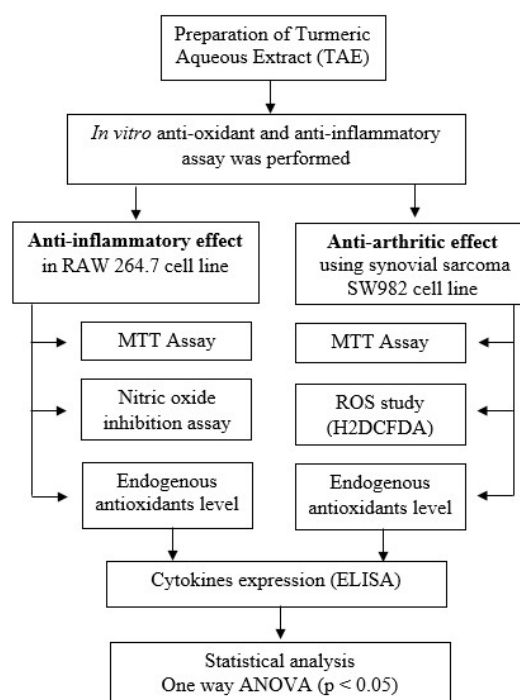 Preparation of Turmeric
Aqueous Extract (TAE)
In vitro anti-oxidant and anti-inflammatory
assay was performed
Anti-inflammatory effect
in RAW 264.7 cell line
Anti-arthritic effect
using synovial sarcoma
SW982 cell line
MTT Assay
MTT Assay
Nitric oxide
inhibition assay
ROS study
(H2DCFDA)
Endogenous
antioxidants level
Endogenous
antioxidants level
Cytokines expression (ELISA)
Statistical analysis
One way ANOVA (p < 0.05)